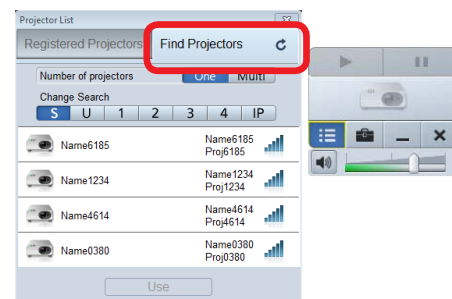 Projector List
Registered Projectors Find Projectors
Number of projectors One Multi
Change Search
S U 1 2 3 4 IP
Name6185 Name6185
Proj6185
Name1234 Name1234
Proj1234
Name4614 Name4614
Proj4614
Name0380 Name0380
Proj0380
Use